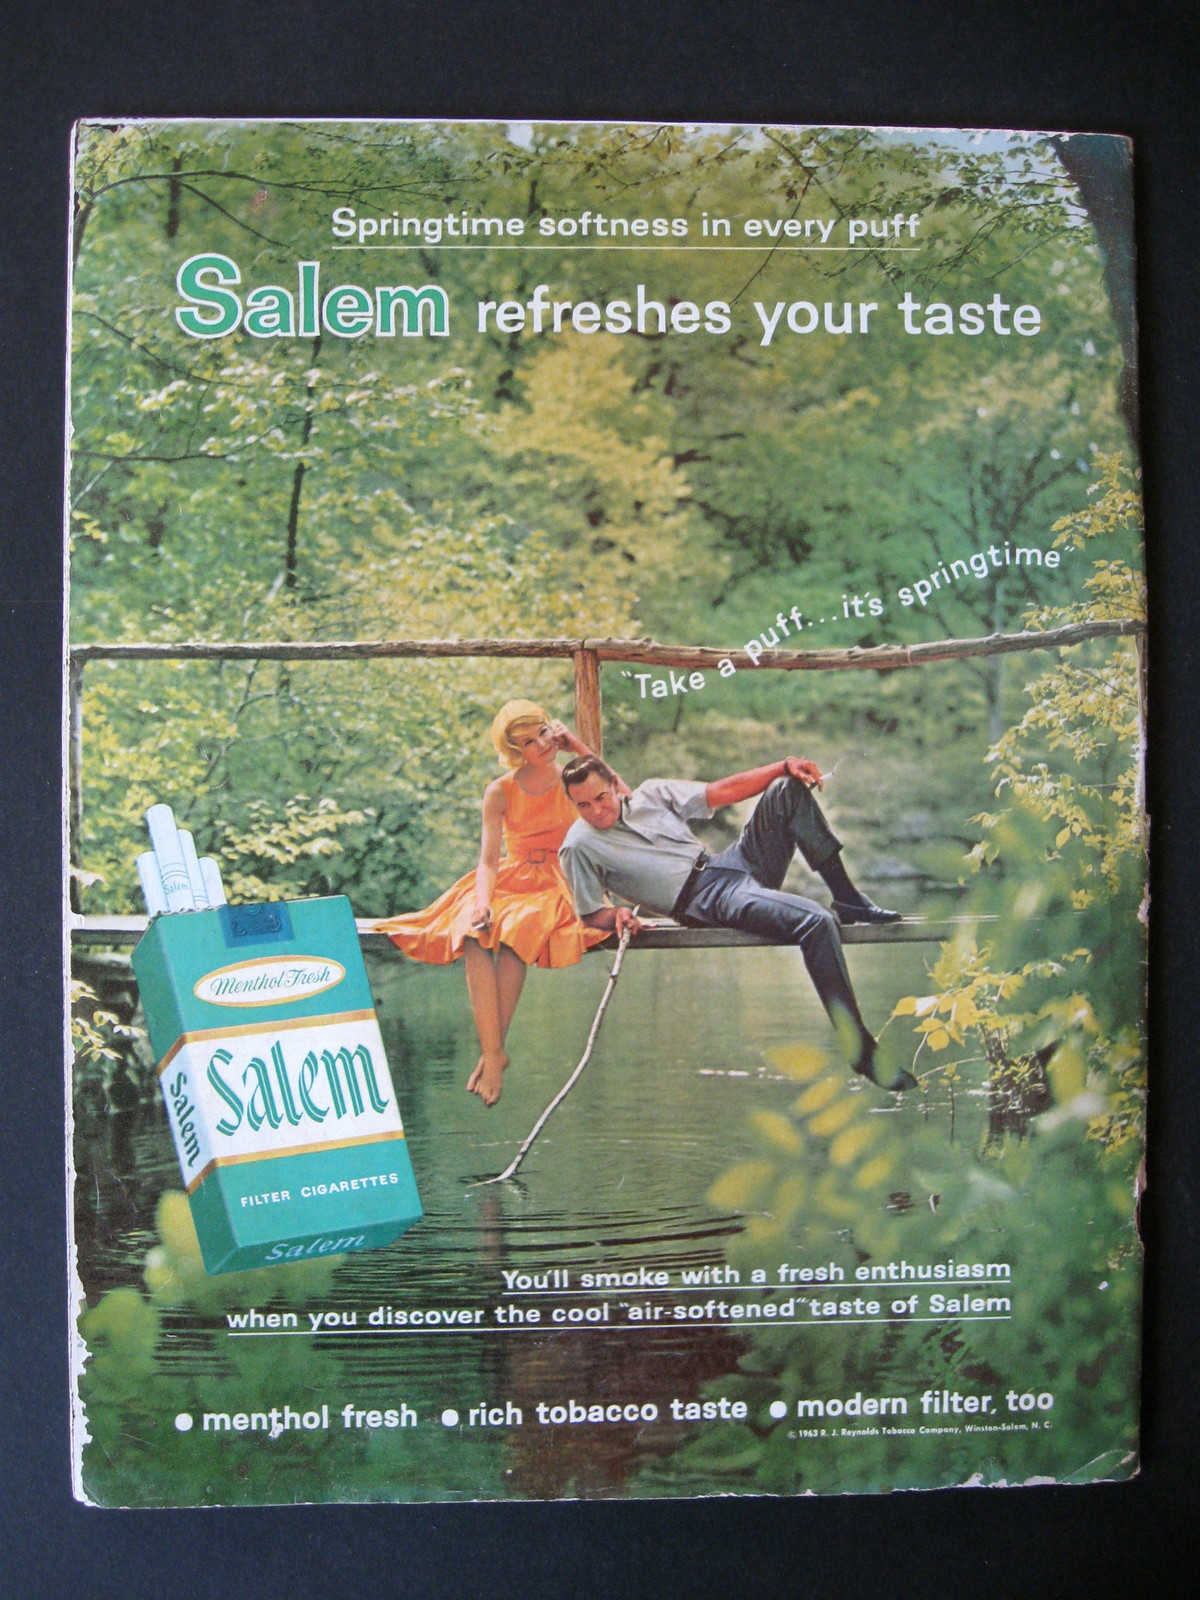 Springtime softness in every puff
Salem refreshes your taste
"Take a puff...it's springtime"
Salem
Menthol Fresh
Salem
Salem
FILTER CIGARETTES
Salem
You'll smoke with a fresh enthusiasm
when you discover the cool "air-softened" taste of Salem
● menthol fresh ● rich tobacco taste ● modern filter, too
© 1963 R. J. Reynolds Tobacco Company, Winston-Salem, N. C.